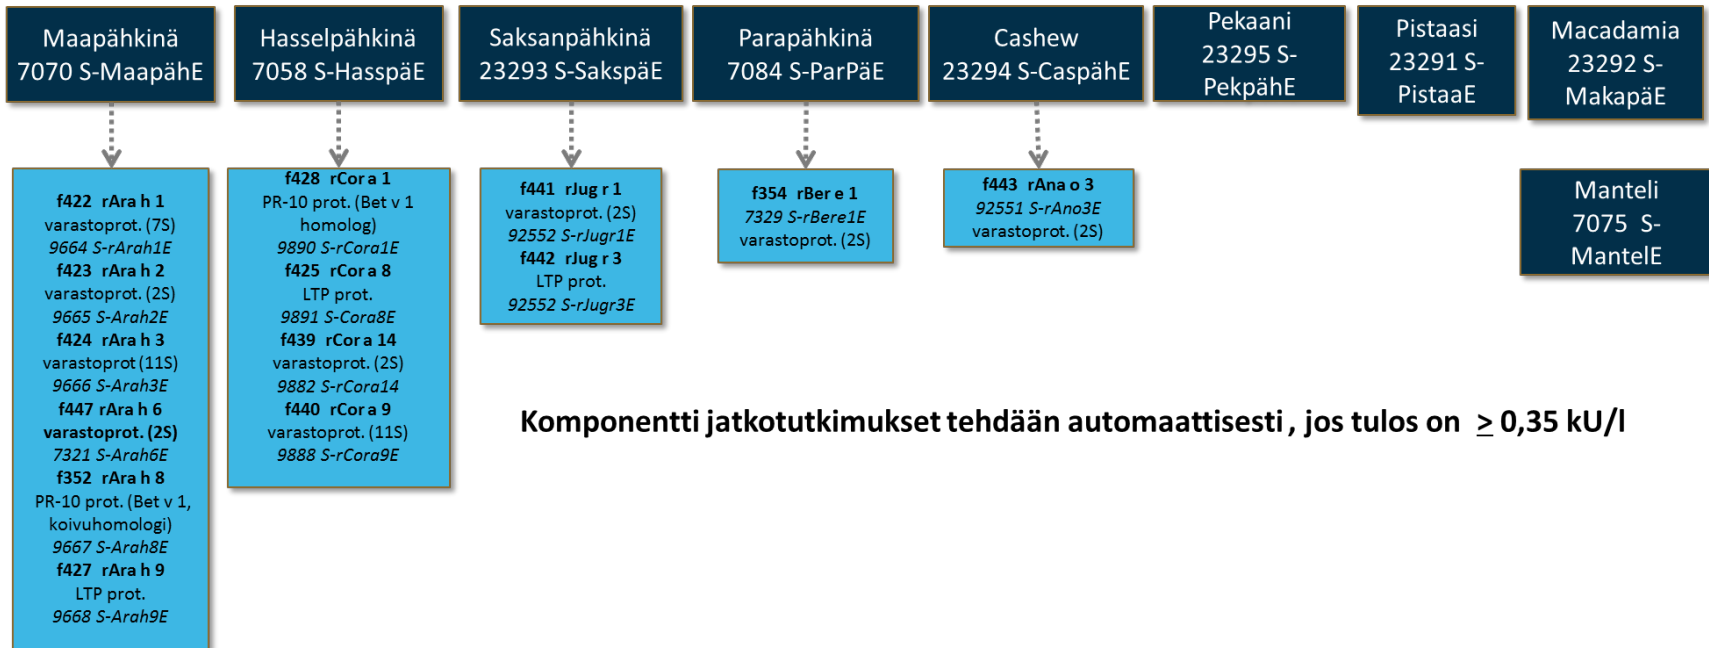 Maapähkinä
7070 S-MaapähE
Hasselpähkinä
7058 S-HasspäE
Saksanpähkinä
23293 S-SakspäE
Parapähkinä
7084 S-ParPäE
Cashew
23294 S-CaspähE
Pekaani
23295 S-
PekpähE
Pistaasi
23291 S-
PistaaE
Macadamia
23292 S-
MakapäE
f422 rAra h 1
varastoprot. (7S)
9664 S-rArah1E
f423 rAra h 2
varastoprot. (2S)
9665 S-Arah2E
f424 rAra h 3
varastoprot (11S)
9666 S-Arah3E
f447 rAra h 6
varastoprot. (2S)
7321 S-Arah6E
f352 rAra h 8
PR-10 prot. (Bet v 1,
koivuhomologi)
9667 S-Arah8E
f427 rAra h 9
LTP prot.
9668 S-Arah9E
f428 rCor a 1
PR-10 prot. (Bet v 1
homolog)
9890 S-rCora1E
f425 rCor a 8
LTP prot.
9891 S-Cora8E
f439 rCor a 14
varastoprot. (2S)
9882 S-rCora14
f440 rCor a 9
varastoprot. (11S)
9888 S-rCora9E
f441 rJug r 1
varastoprot. (2S)
92552 S-rJugr1E
f442 rJug r 3
LTP prot.
92552 S-rJugr3E
f354 rBer e 1
7329 S-rBere1E
varastoprot. (2S)
f443 rAna o 3
92551 S-rAno3E
varastoprot. (2S)
Manteli
7075 S-
MantelE
Komponentti jatkotutkimukset tehdään automaattisesti , jos tulos on ≥ 0,35 kU/l